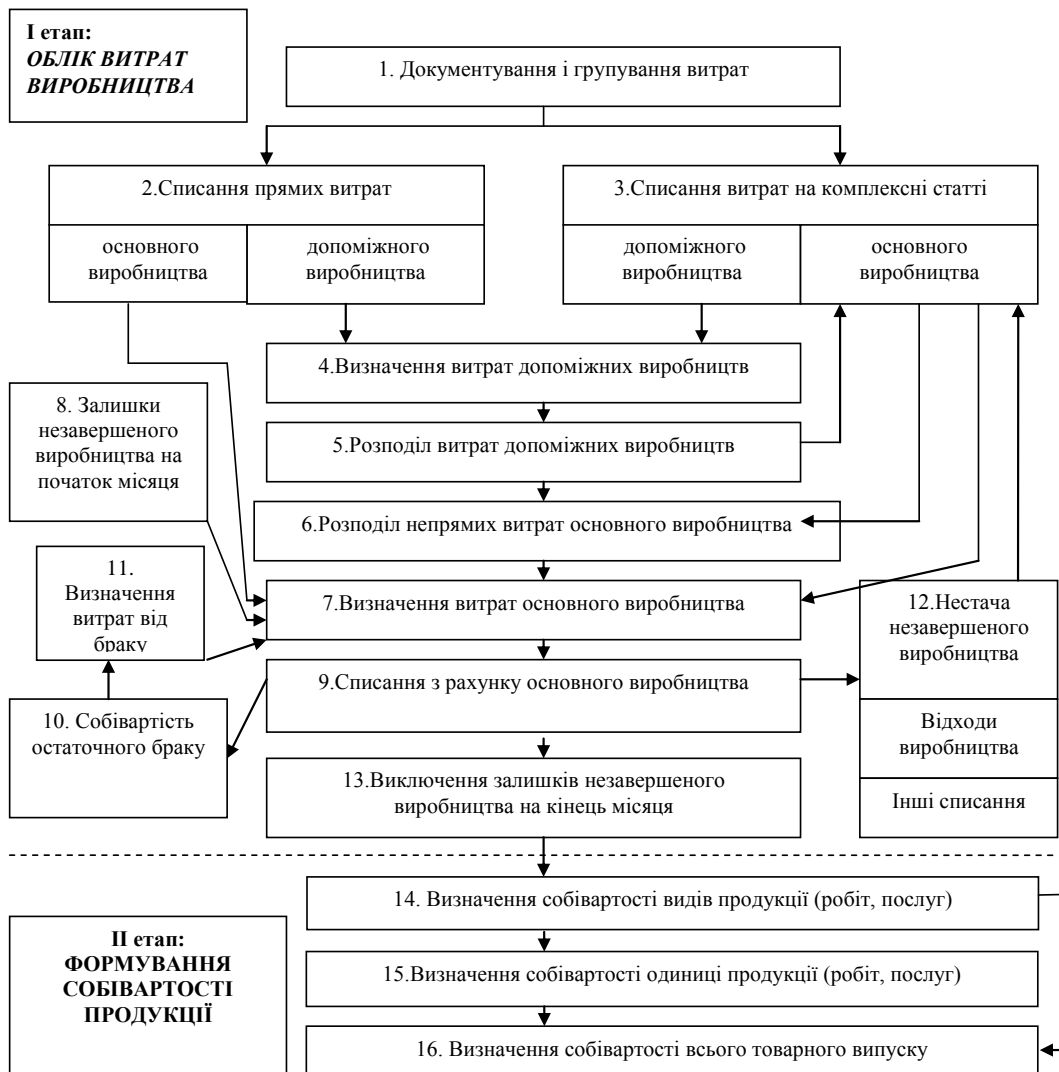 І етап:
ОБЛІК ВИТРАТ
ВИРОБНИЦТВА
1. Документування і групування витрат
2.Списання прямих витрат
основного
виробництва
допоміжного
виробництва
3.Списання витрат на комплексні статті
допоміжного
виробництва
основного
виробництва
4.Визначення витрат допоміжних виробництв
8. Залишки
незавершеного
виробництва на
початок місяця
5.Розподіл витрат допоміжних виробництв
6.Розподіл непрямих витрат основного виробництва
11.
Визначення
витрат від
браку
7.Визначення витрат основного виробництва
12.Нестача
незавершеного
виробництва
Відходи
виробництва
Інші списання
9.Списання з рахунку основного виробництва
10. Собівартість
остаточного браку
13.Виключення залишків незавершеного
виробництва на кінець місяця
14. Визначення собівартості видів продукції (робіт, послуг)
ІІ етап:
ФОРМУВАННЯ
СОБІВАРТОСТІ
ПРОДУКЦІЇ
15.Визначення собівартості одиниці продукції (робіт, послуг)
16. Визначення собівартості всього товарного випуску